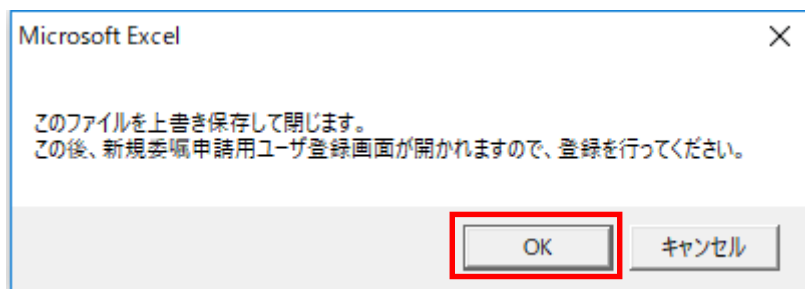 Microsoft Excel
このファイルを上書き保存して閉じます。
この後、新規委嘱申請用ユーザ登録画面が開かれますので、登録を行ってください。
OK
キャンセル